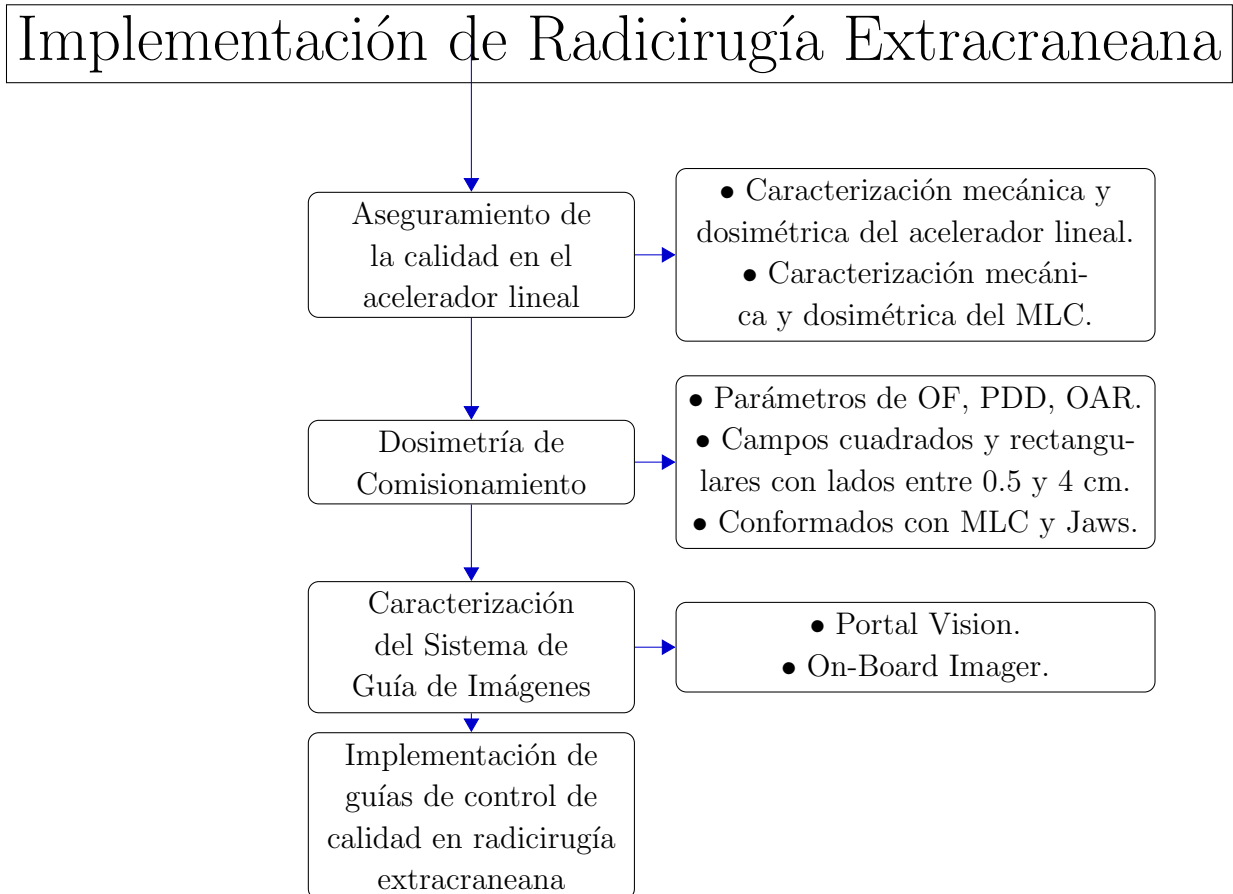 Implementación de Radicirugía Extracraneana
Aseguramiento de
la calidad en el
acelerador lineal
• Caracterización mecánica y
dosimétrica del acelerador lineal.
• Caracterización mecáni-
ca y dosimétrica del MLC.
Dosimetría de
Comisionamiento
• Parámetros de OF, PDD, OAR.
• Campos cuadrados y rectangu-
lares con lados entre 0.5 y 4 cm.
• Conformados con MLC y Jaws.
Caracterización
del Sistema de
Guía de Imágenes
• Portal Vision.
• On-Board Imager.
Implementación de
guías de control de
calidad en radicirugía
extracraneana